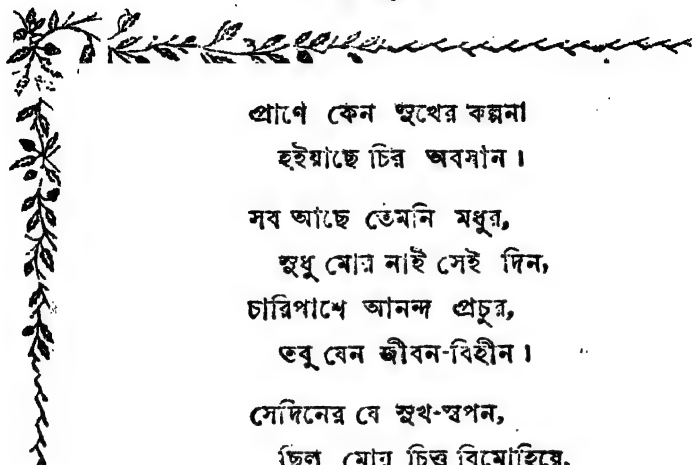 প্রাণে কেন সুখের কল্পনা
হইয়াছে চির অবসান।
সব আছে তেমনি মধুর,
সুধু মোর নাই সেই দিন,
চারিপাশে আনন্দ প্রচুর,
তবু যেন জীবন-বিহীন।
সেদিনের যে সুখ-স্বপন,
ছিল মোর চিত্ত বিমোহিয়ে,